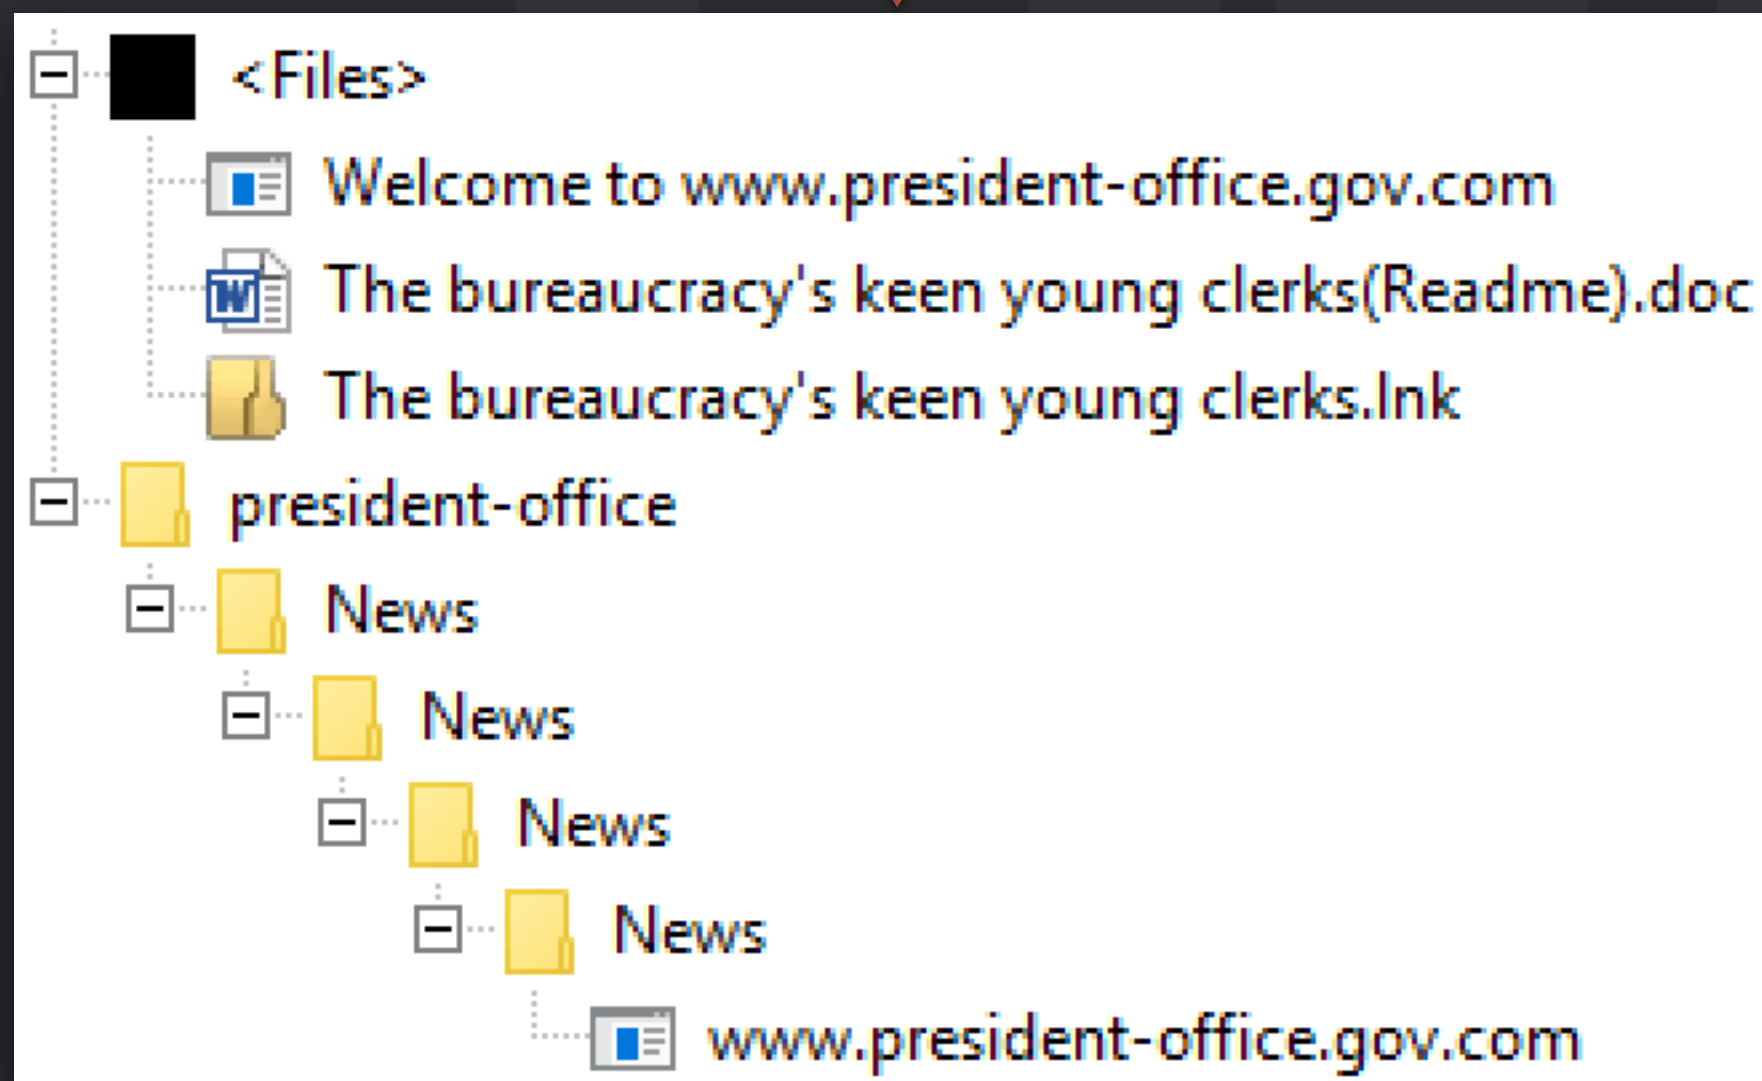 <Files>
Welcome to www.president-office.gov.com
The bureaucracy's keen young clerks(Readme).doc
The bureaucracy's keen young clerks.lnk
president-office
News
News
News
News
www.president-office.gov.com